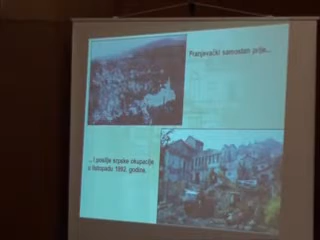 Franjevački samostan prije...
... i poslije srpske okupacije
u listopadu 1992. godine.